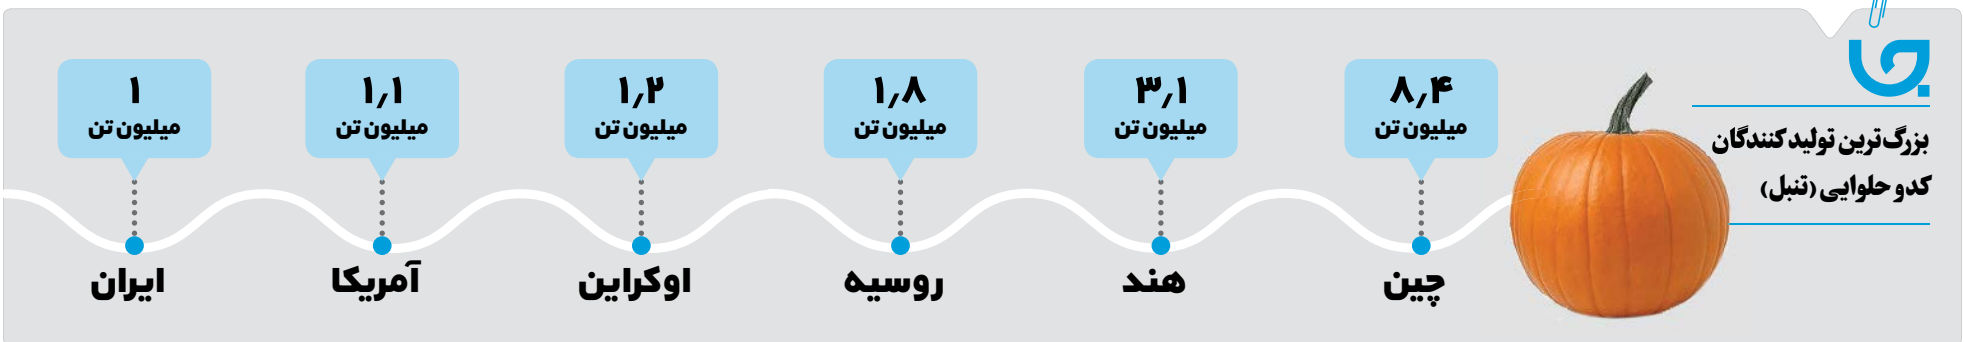 بزرگ‌ترین تولیدکنندگان
کدو حلوایی (تنبل)
۸٫۴
میلیون تن
چین
۳٫۱
میلیون تن
هند
۱٫۸
میلیون تن
روسیه
۱٫۲
میلیون تن
اوکراین
۱٫۱
میلیون تن
آمریکا
۱
میلیون تن
ایران